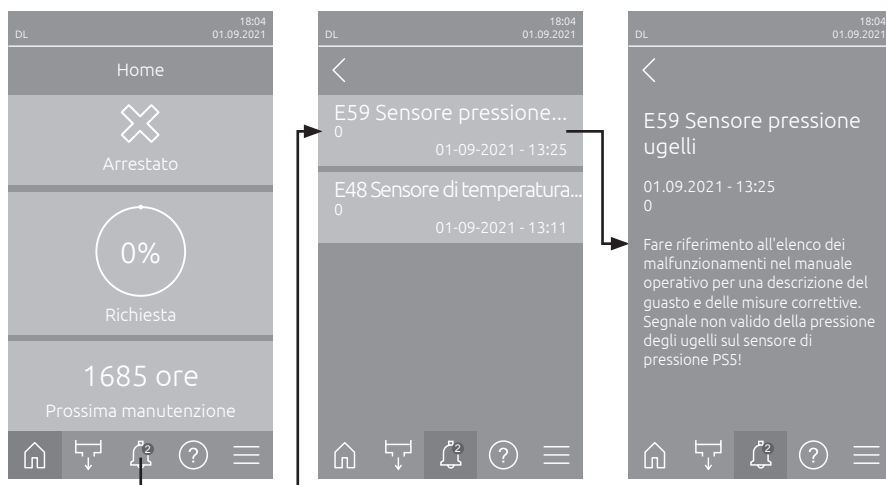 18:04
DL 01.09.2021
Home
Arrestato
0%
Richiesta
1685 ore
Prossima manutenzione
2
?
18:04
DL 01.09.2021
E59 Sensore pressione...
0
01-09-2021 - 13:25
E48 Sensore di temperatura...
0
01-09-2021 - 13:11
2
?
18:04
DL 01.09.2021
E59 Sensore pressione
ugelli
01.09.2021 - 13:25
0
Fare riferimento all'elenco dei
malfunzionamenti nel manuale
operativo per una descrizione del
guasto e delle misure correttive.
Segnale non valido della pressione
degli ugelli sul sensore di
pressione PS5!
2
?